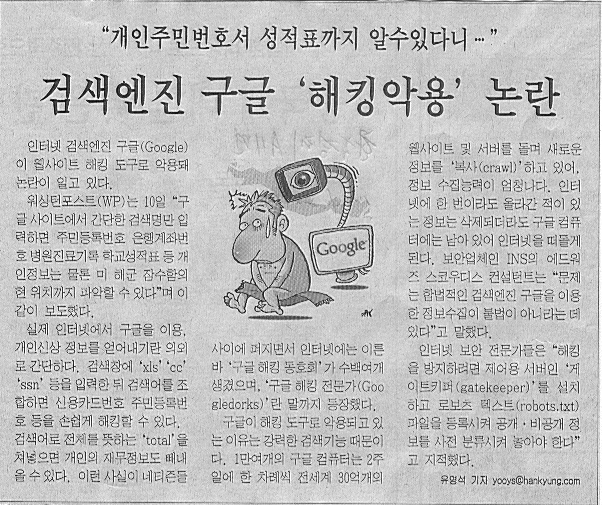 “개인주민번호서 성적표까지 알수있다니…”
검색엔진 구글 ‘해킹악용’ 논란
인터넷 검색엔진 구글(Google)
이 웹사이트 해킹 도구로 악용돼
논란이 일고 있다.
워싱턴포스트(WP)는 10일 “구
글 사이트에서 간단한 검색명만 입
력하면 주민등록번호 은행계좌번
호 병원진료기록 학교성적표 등 개
인정보는 물론 미 해군 잠수함의
현 위치까지 파악할 수 있다”며 이
같이 보도했다.
실제 인터넷에서 구글을 이용,
개인신상 정보를 얻어내기란 의외
로 간단하다. 검색창에 ‘xls’ ‘cc’
‘ssn’ 등을 입력한 뒤 검색어를 조
합하면 신용카드번호 주민등록번
호 등을 손쉽게 해킹할 수 있다.
검색어로 전체를 뜻하는 ‘total’을
쳐넣으면 개인의 재무정보도 빼내
올 수 있다. 이런 사실이 네티즌들
Google
사이에 퍼지면서 인터넷에는 이른
바 ‘구글 해킹 동호회’가 수백여개
생겼으며, ‘구글 해킹 전문가(Goo
gledorks)’란 말까지 등장했다.
구글이 해킹 도구로 악용되고 있
는 이유는 강력한 검색기능 때문이
다. 1만여개의 구글 컴퓨터는 2주
일에 한 차례씩 전세계 30억개의
웹사이트 및 서버를 돌며 새로운
정보를 ‘복사(crawl)’하고 있어,
정보 수집능력이 엄청나다. 인터
넷에 한 번이라도 올라간 적이 있
는 정보는 삭제되더라도 구글 컴퓨
터에는 남아 있어 인터넷을 떠돌게
된다. 보안업체인 INS의 에드워
즈 스코우디스 컨설턴트는 “문제
는 합법적인 검색엔진 구글을 이용
한 정보수집이 불법이 아니라는 데
있다”고 말했다.
인터넷 보안 전문가들은 “해킹
을 방지하려면 제어용 서버인 ‘게
이트키퍼(gatekeeper)’를 설치
하고 로보츠 텍스트(robots.txt)
파일을 등록시켜 공개·비공개 정
보를 사전 분류시켜 놓아야 한다”
고 지적했다.
유영석 기자 yooys@hankyung.com